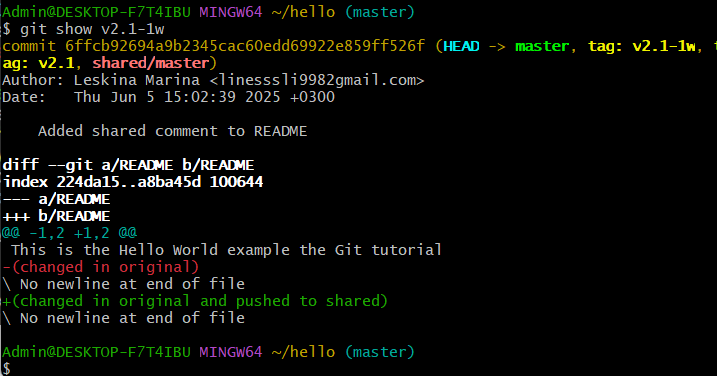 Admin@DESKTOP-F7T4IBU MINGW64 ~/hello (master)
$ git show v2.1-1w
commit 6ffcb92694a9b2345cac60edd69922e859ff526f (HEAD -> master, tag: v2.1-1w, t
ag: v2.1, shared/master)
Author: Leskina Marina <linesssli9982gmail.com>
Date:   Thu Jun 5 15:02:39 2025 +0300

    Added shared comment to README

diff --git a/README b/README
index 224da15..a8ba45d 100644
--- a/README
+++ b/README
@@ -1,2 +1,2 @@
 This is the Hello World example the Git tutorial
-(changed in original)
\ No newline at end of file
+(changed in original and pushed to shared)
\ No newline at end of file

Admin@DESKTOP-F7T4IBU MINGW64 ~/hello (master)
$